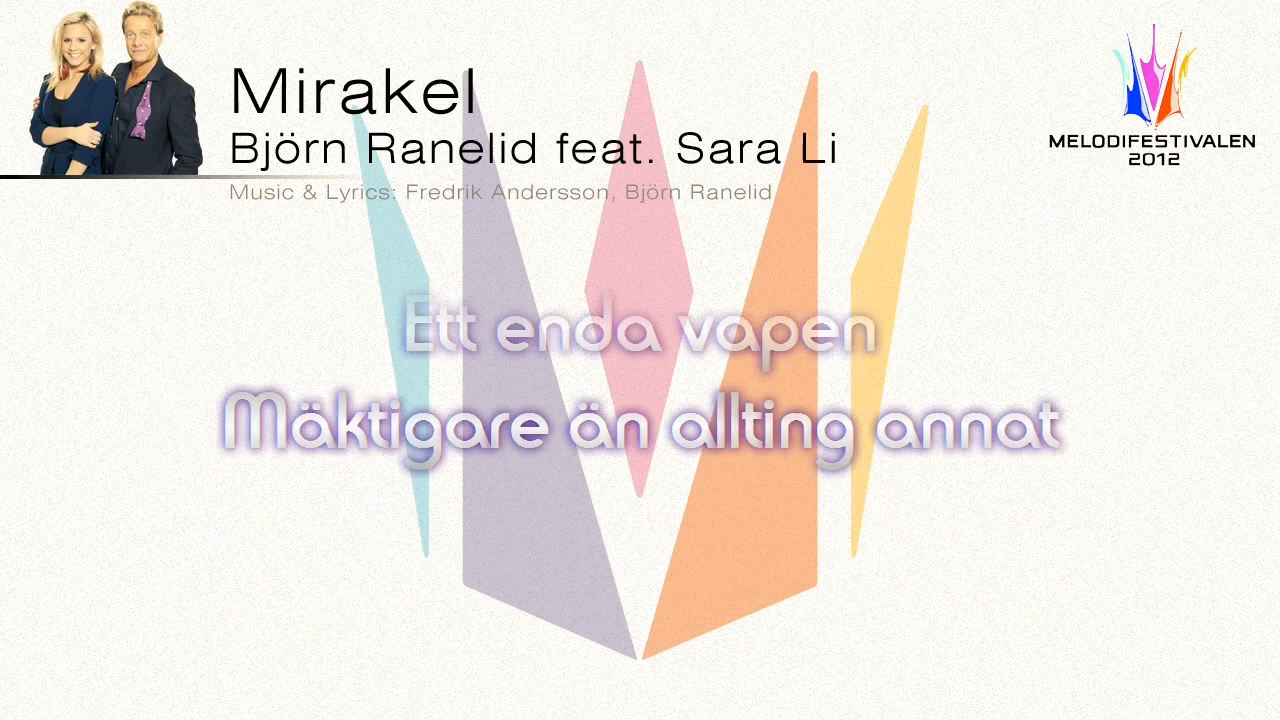 Mirakel
Björn Ranelid feat. Sara Li
Music & Lyrics: Fredrik Andersson, Björn Ranelid
MELODIFESTIVALEN
2012
Ett enda vapen
Mäktigare än allting annat